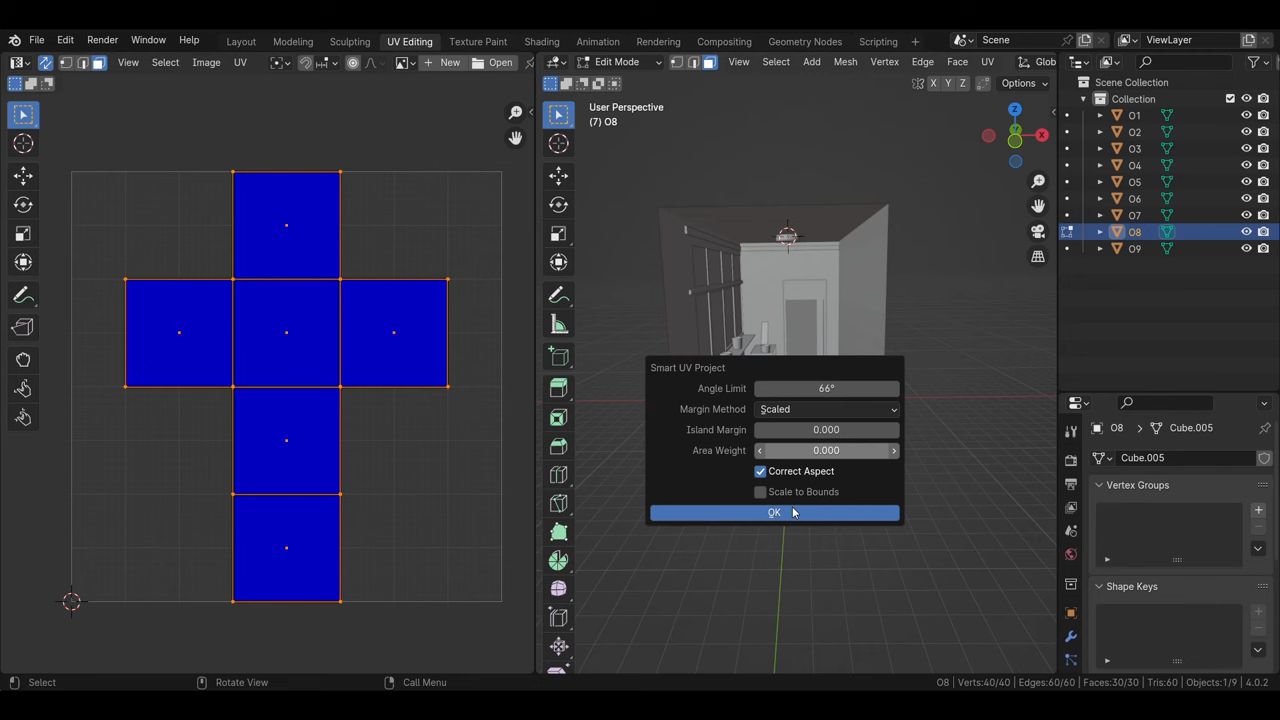 File Edit Render Window Help Layout Modeling Sculpting UV Editing Texture Paint Shading Animation Rendering Compositing Geometry Nodes Scripting + Scene ViewLayer
View Select Image UV New Open Edit Mode View Select Add Mesh Vertex Edge Face UV Glob
X Y Z Options
Scene Collection
Collection
User Perspective
(7) O8
Z
Y
X
O1
O2
O3
O4
O5
O6
O7
O8
O9
Smart UV Project
Angle Limit 66°
Margin Method Scaled
Island Margin 0.000
Area Weight 0.000
Correct Aspect
Scale to Bounds
OK
O8 Cube.005
Cube.005
Vertex Groups
Shape Keys
Select Rotate View Call Menu O8 | Verts:40/40 | Edges:60/60 | Faces:30/30 | Tris:60 | Objects:1/9 | 4.0.2